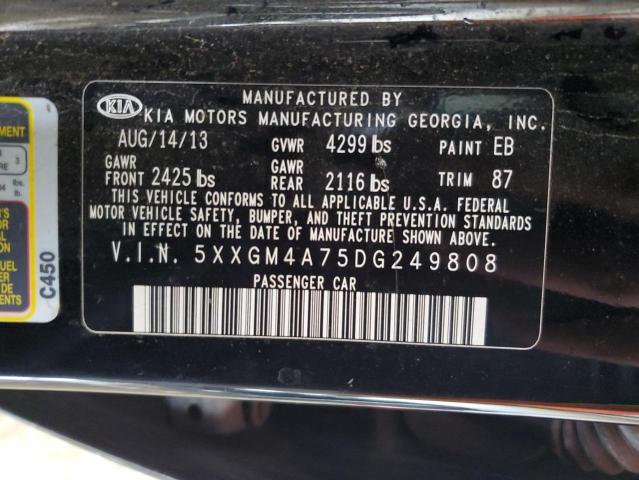 KIA
MANUFACTURED BY
KIA MOTORS MANUFACTURING GEORGIA, INC.
AUG/14/13 GVWR 4299 lbs PAINT EB
GAWR FRONT 2425 lbs GAWR REAR 2116 lbs TRIM 87
THIS VEHICLE CONFORMS TO ALL APPLICABLE U.S.A. FEDERAL
MOTOR VEHICLE SAFETY, BUMPER, AND THEFT PREVENTION STANDARDS
IN EFFECT ON THE DATE OF MANUFACTURE SHOWN ABOVE.
V.I.N. 5XXGM4A75DG249808
PASSENGER CAR
C450